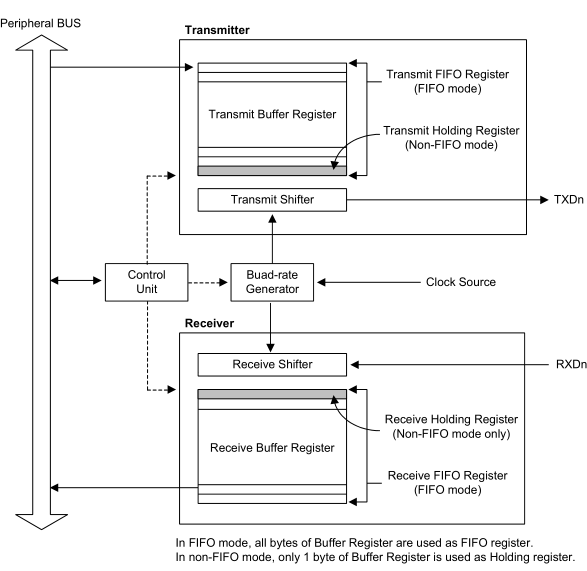 Peripheral BUS
Transmitter
Transmit FIFO Register
(FIFO mode)
Transmit Buffer Register
Transmit Holding Register
(Non-FIFO mode)
Transmit Shifter
TXDn
Control
Unit
Buad-rate
Generator
Clock Source
Receiver
Receive Shifter
RXDn
Receive Holding Register
(Non-FIFO mode only)
Receive Buffer Register
Receive FIFO Register
(FIFO mode)
In FIFO mode, all bytes of Buffer Register are used as FIFO register.
In non-FIFO mode, only 1 byte of Buffer Register is used as Holding register.